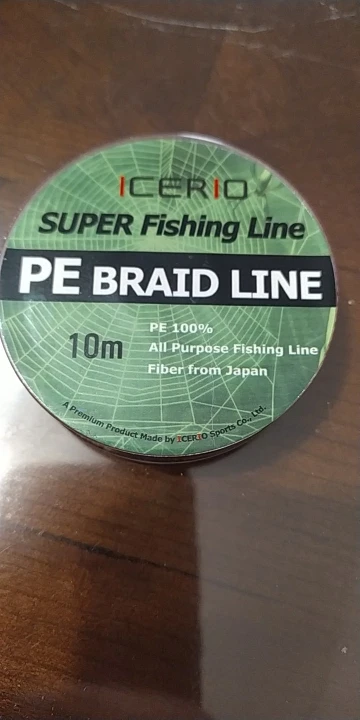 ICERIO
SUPER Fishing Line
PE BRAID LINE
10m
PE 100%
All Purpose Fishing Line
Fiber from Japan
A Premium Product Made by ICERIO Sports Co., Ltd.